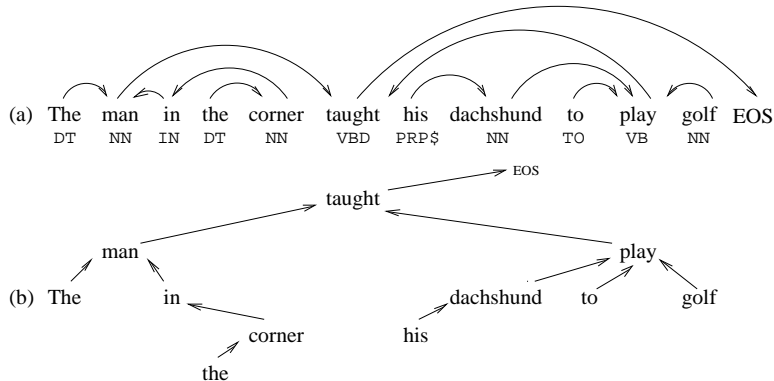 (a) The man in the corner taught his dachshund to play golf EOS
DT NN IN DT NN VBD PRP$ NN TO VB NN
EOS
taught
man play
(b) The in dachshund to golf
corner his
the